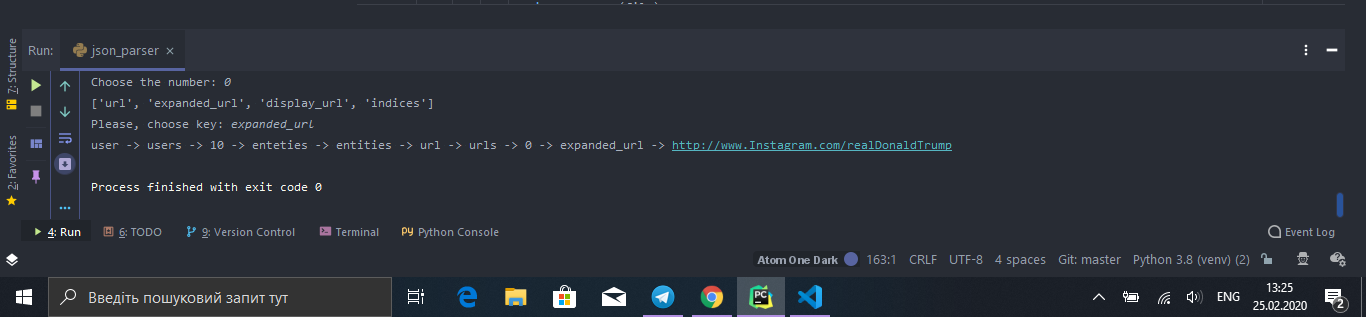 Run: json_parser ×
Choose the number: 0
['url', 'expanded_url', 'display_url', 'indices']
Please, choose key: expanded_url
user -> users -> 10 -> enteties -> entities -> url -> urls -> 0 -> expanded_url -> http://www.Instagram.com/realDonaldTrump
Process finished with exit code 0
7: Structure
2: Favorites
4: Run 6: TODO 9: Version Control Terminal Python Console Event Log
Atom One Dark 163:1 CRLF UTF-8 4 spaces Git: master Python 3.8 (venv) (2)
Введіть пошуковий запит тут
PC
ENG
13:25
25.02.2020
2